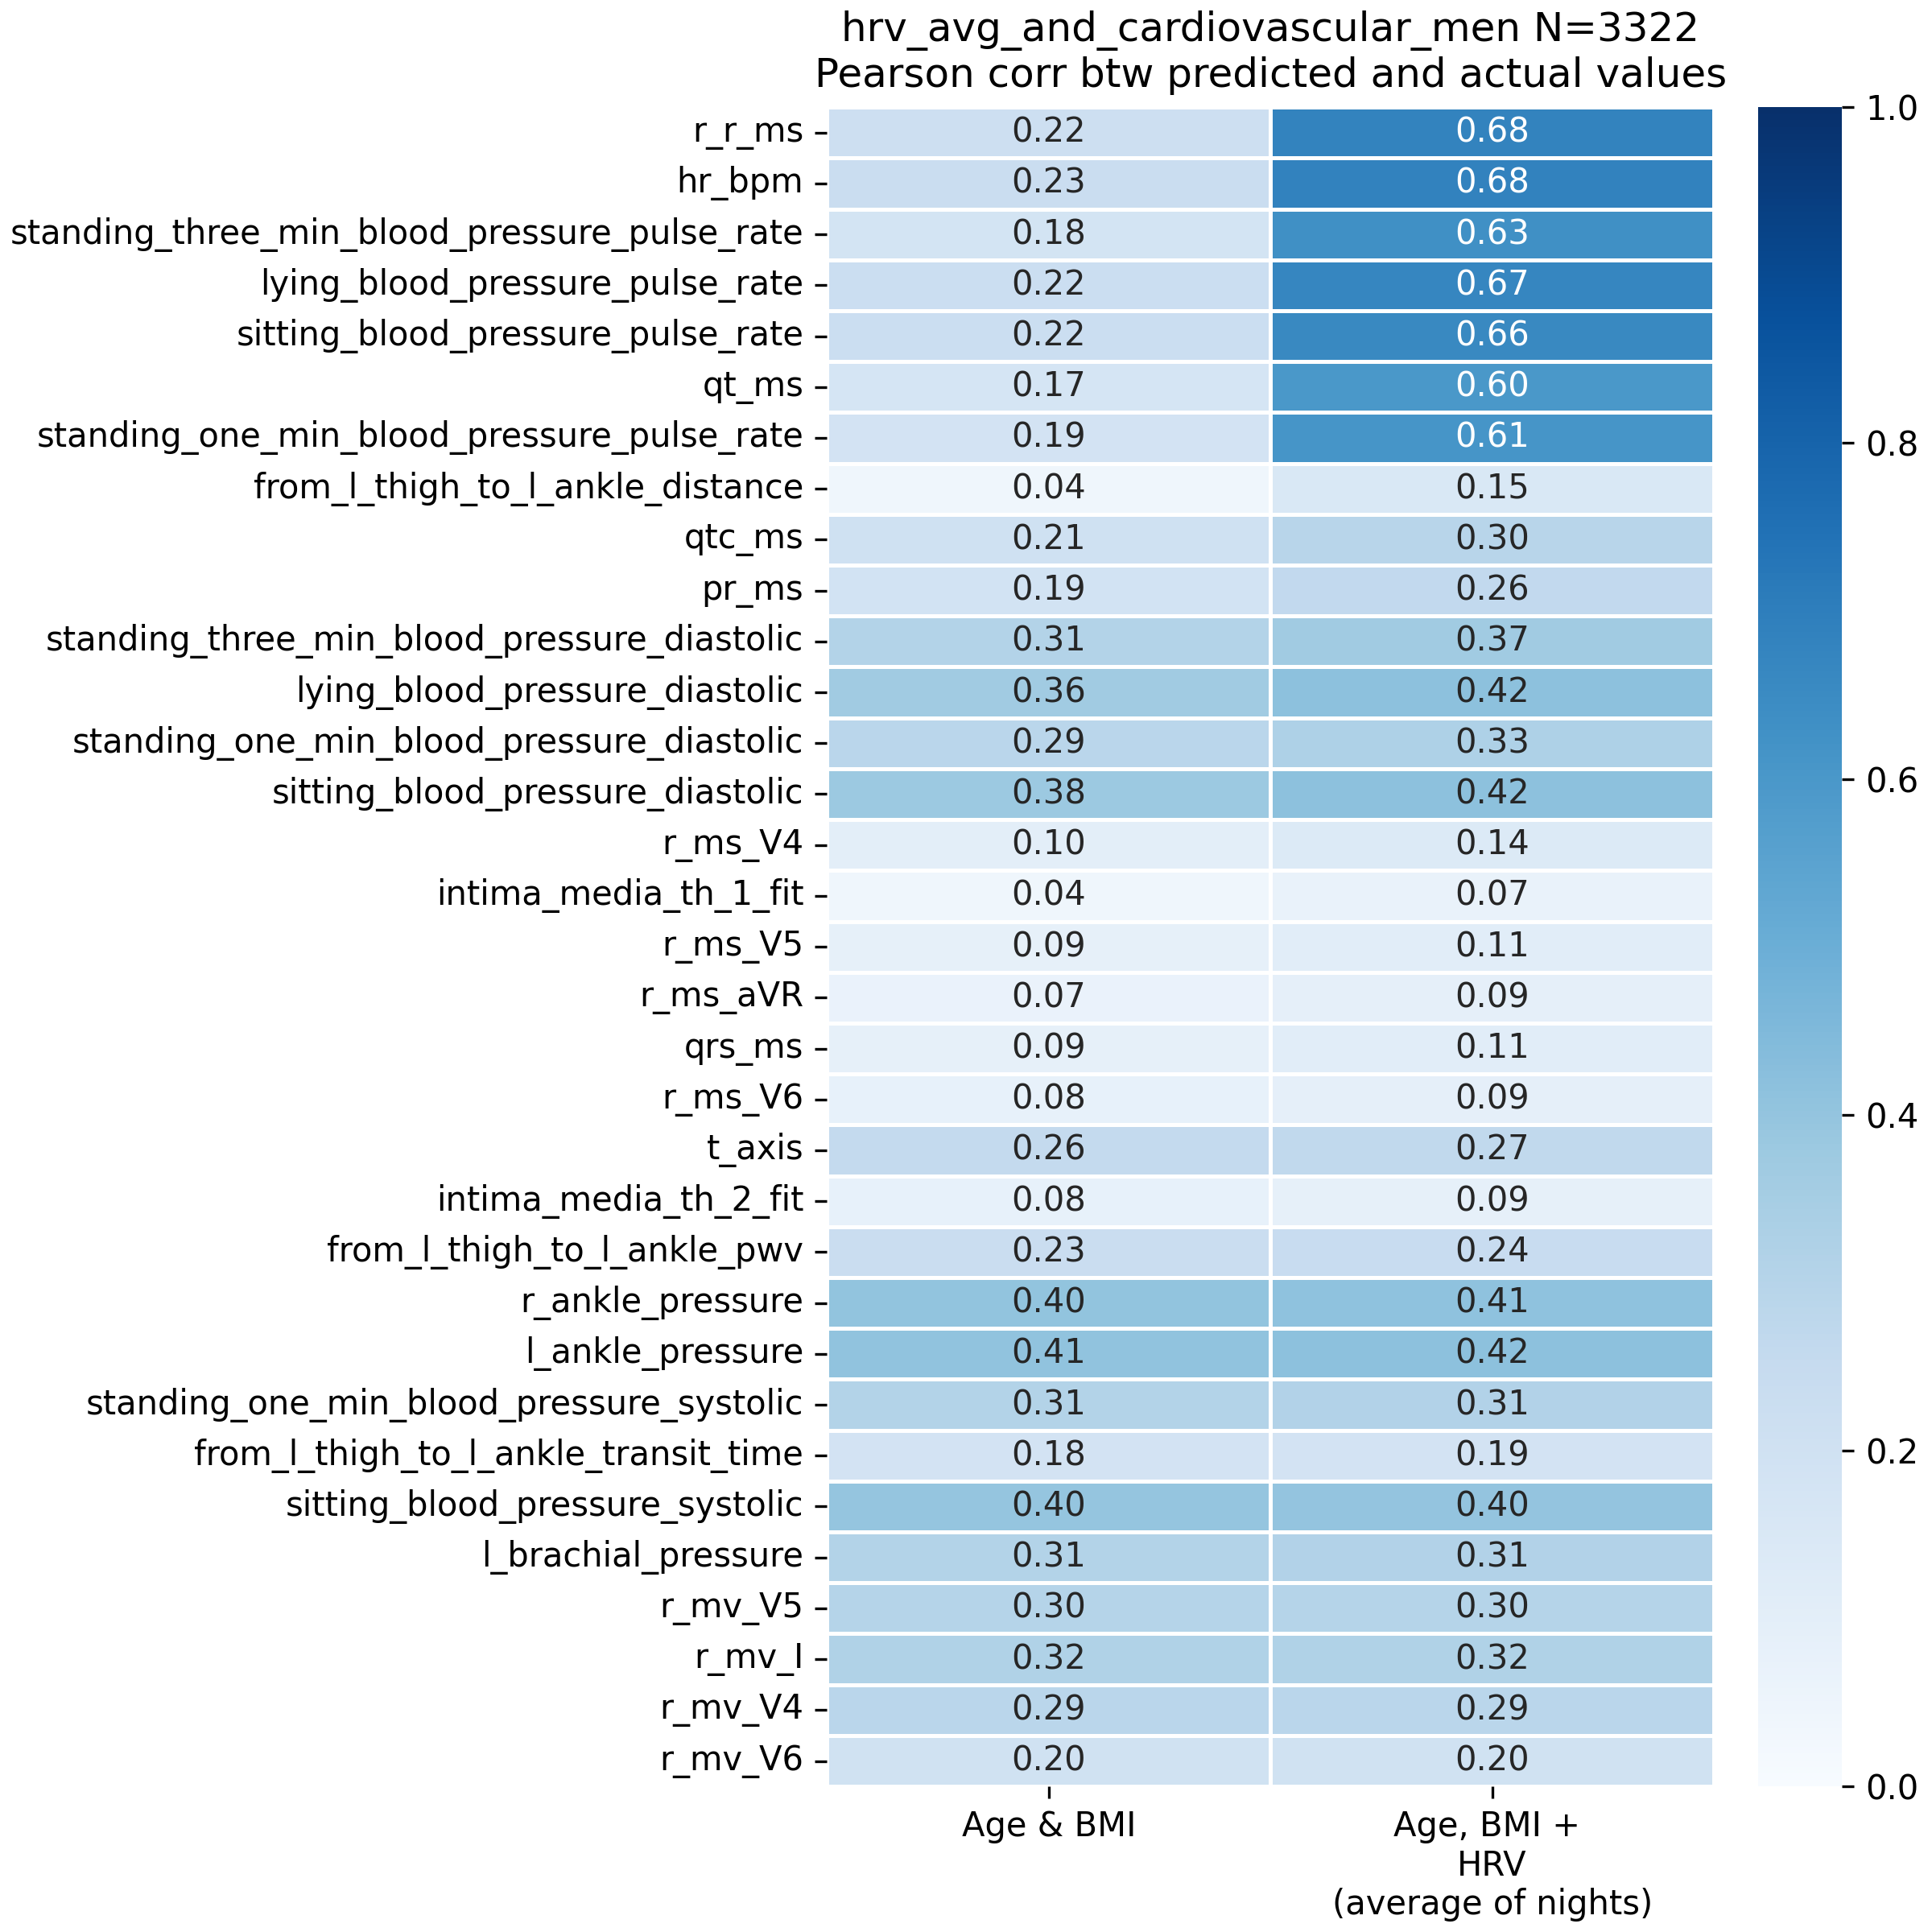 hrv_avg_and_cardiovascular_men N=3322
Pearson corr btw predicted and actual values
r_r_ms 0.22 0.68
hr_bpm 0.23 0.68
standing_three_min_blood_pressure_pulse_rate 0.18 0.63
lying_blood_pressure_pulse_rate 0.22 0.67
sitting_blood_pressure_pulse_rate 0.22 0.66
qt_ms 0.17 0.60
standing_one_min_blood_pressure_pulse_rate 0.19 0.61
from_l_thigh_to_l_ankle_distance 0.04 0.15
qtc_ms 0.21 0.30
pr_ms 0.19 0.26
standing_three_min_blood_pressure_diastolic 0.31 0.37
lying_blood_pressure_diastolic 0.36 0.42
standing_one_min_blood_pressure_diastolic 0.29 0.33
sitting_blood_pressure_diastolic 0.38 0.42
r_ms_V4 0.10 0.14
intima_media_th_1_fit 0.04 0.07
r_ms_V5 0.09 0.11
r_ms_aVR 0.07 0.09
qrs_ms 0.09 0.11
r_ms_V6 0.08 0.09
t_axis 0.26 0.27
intima_media_th_2_fit 0.08 0.09
from_l_thigh_to_l_ankle_pwv 0.23 0.24
r_ankle_pressure 0.40 0.41
l_ankle_pressure 0.41 0.42
standing_one_min_blood_pressure_systolic 0.31 0.31
from_l_thigh_to_l_ankle_transit_time 0.18 0.19
sitting_blood_pressure_systolic 0.40 0.40
l_brachial_pressure 0.31 0.31
r_mv_V5 0.30 0.30
r_mv_I 0.32 0.32
r_mv_V4 0.29 0.29
r_mv_V6 0.20 0.20
Age & BMI
Age, BMI +
HRV
(average of nights)
1.0
0.8
0.6
0.4
0.2
0.0